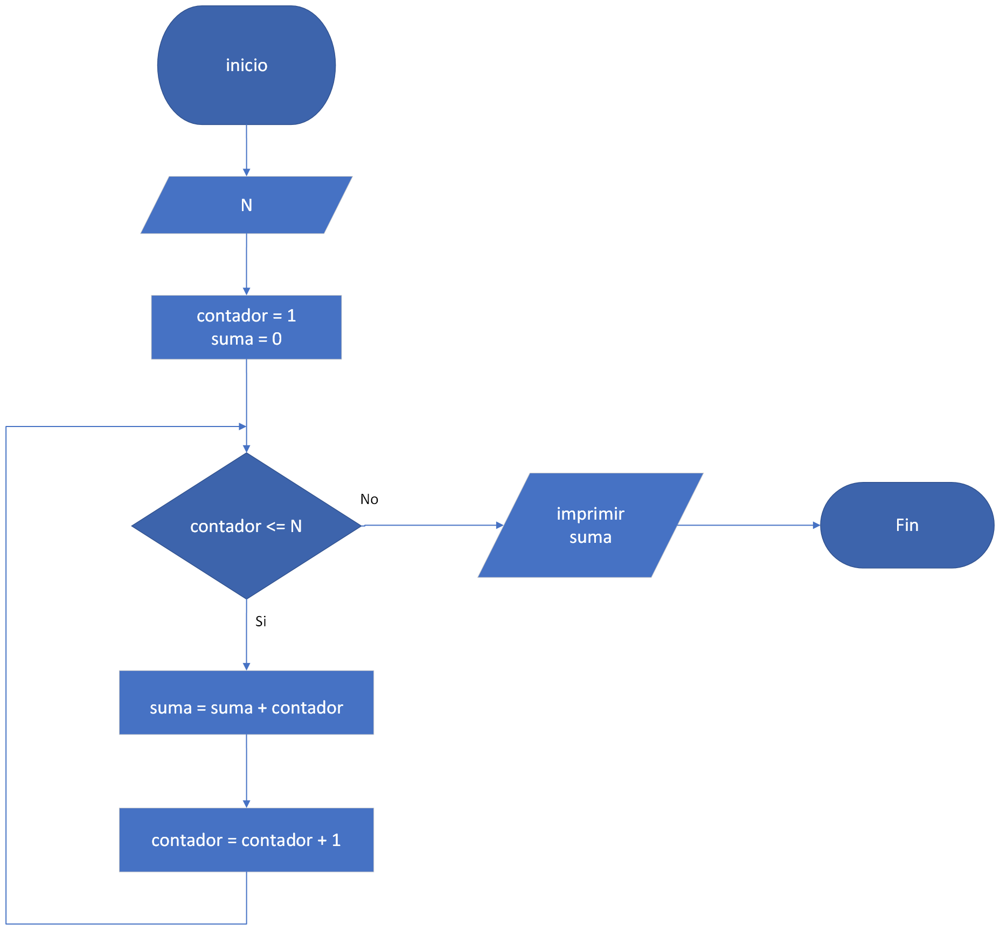 inicio
N
contador = 1
suma = 0
contador <= N
No
imprimir
suma
Fin
Si
suma = suma + contador
contador = contador + 1